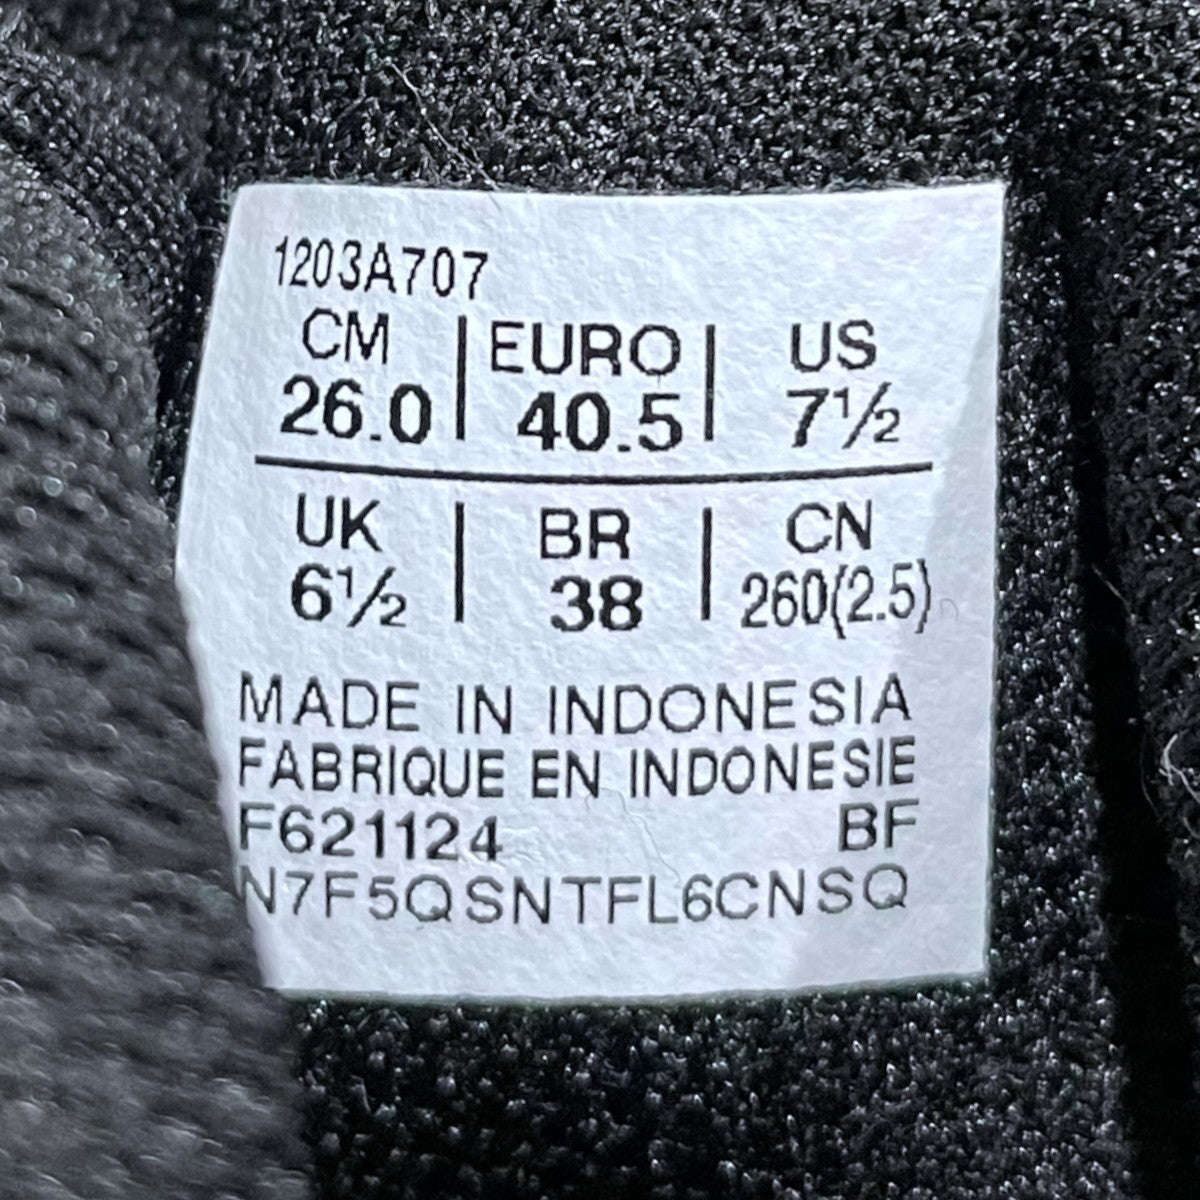 1203A707
CM | EURO | US
26.0 | 40.5 | 7½
UK | BR | CN
6½ | 38 | 260(2.5)
MADE IN INDONESIA
FABRIQUE EN INDONESIE
F621124 BF
N7F5QSNTFL6CNSQ